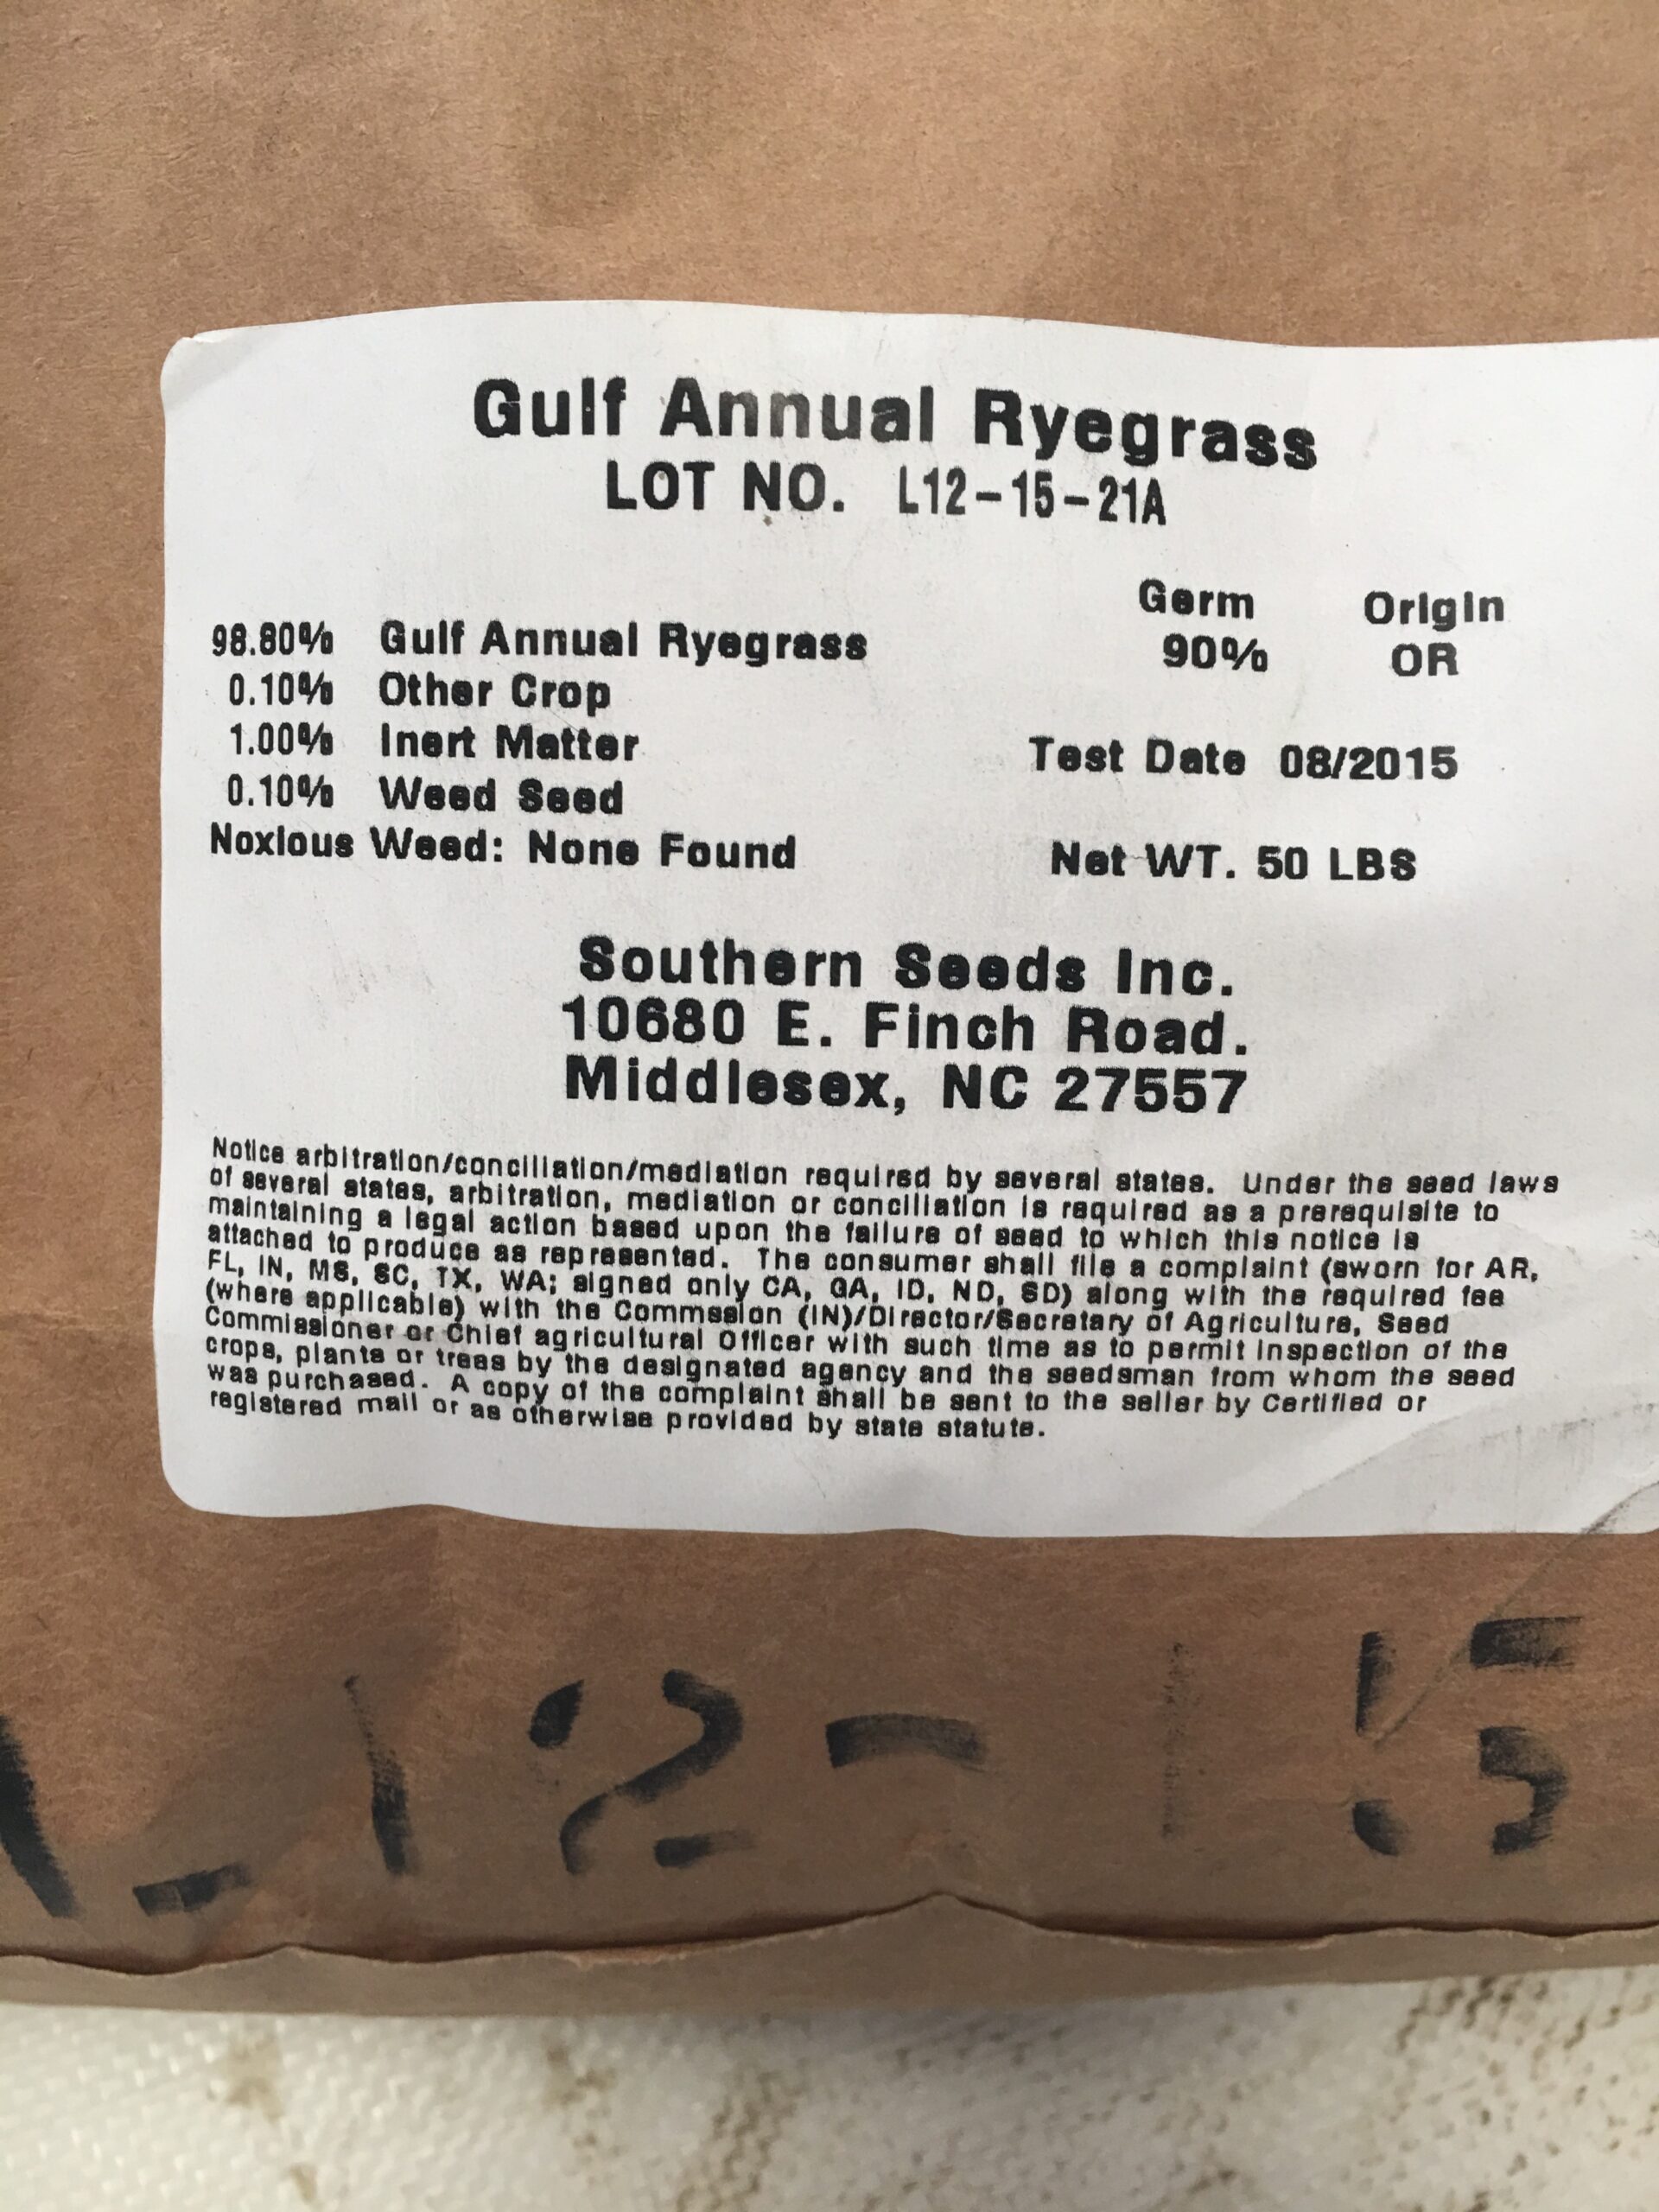 Gulf Annual Ryegrass
LOT NO. L12-15-21A
Germ Origin
98.80% Gulf Annual Ryegrass 90% OR
0.10% Other Crop
1.00% Inert Matter Test Date 08/2015
0.10% Weed Seed
Noxious Weed: None Found Net WT. 50 LBS
Southern Seeds Inc.
10680 E. Finch Road.
Middlesex, NC 27557
Notice arbitration/conciliation/mediation required by several states. Under the seed laws
of several states, arbitration, mediation or conciliation is required as a prerequisite to
maintaining a legal action based upon the failure of seed to which this notice is
attached to produce as represented. The consumer shall file a complaint (sworn for AR,
FL, IN, MS, SC, TX, WA; signed only CA, GA, ID, ND, SD) along with the required fee
(where applicable) with the Commssion (IN)/Director/Secretary of Agriculture, Seed
Commissioner or Chief agricultural Officer with such time as to permit inspection of the
crops, plants or trees by the designated agency and the seedsman from whom the seed
was purchased. A copy of the complaint shall be sent to the seller by Certified or
registered mail or as otherwise provided by state statute.
L12-15